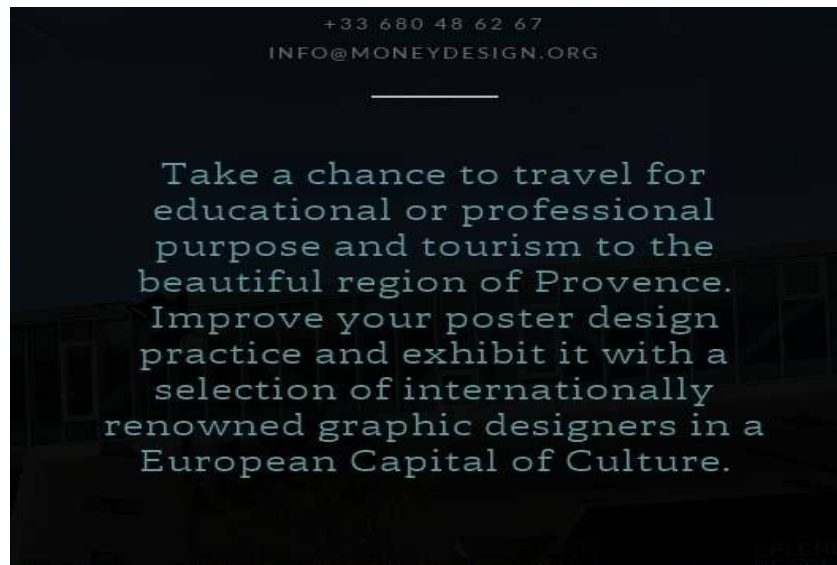 +33 680 48 62 67
INFO@MONEYDESIGN.ORG
Take a chance to travel for
educational or professional
purpose and tourism to the
beautiful region of Provence.
Improve your poster design
practice and exhibit it with a
selection of internationally
renowned graphic designers in a
European Capital of Culture.